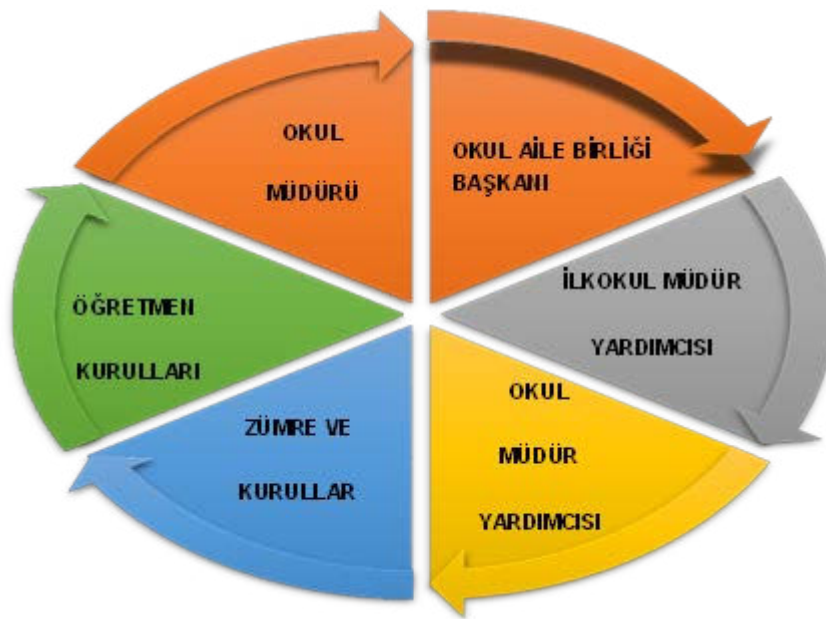 OKUL
MÜDÜRÜ
OKUL AİLE BİRLİĞİ
BAŞKANI
İLKOKUL MÜDÜR
YARDIMCISI
OKUL
MÜDÜR
YARDIMCISI
ZÜMRE VE
KURULLAR
ÖĞRETMEN
KURULLARI